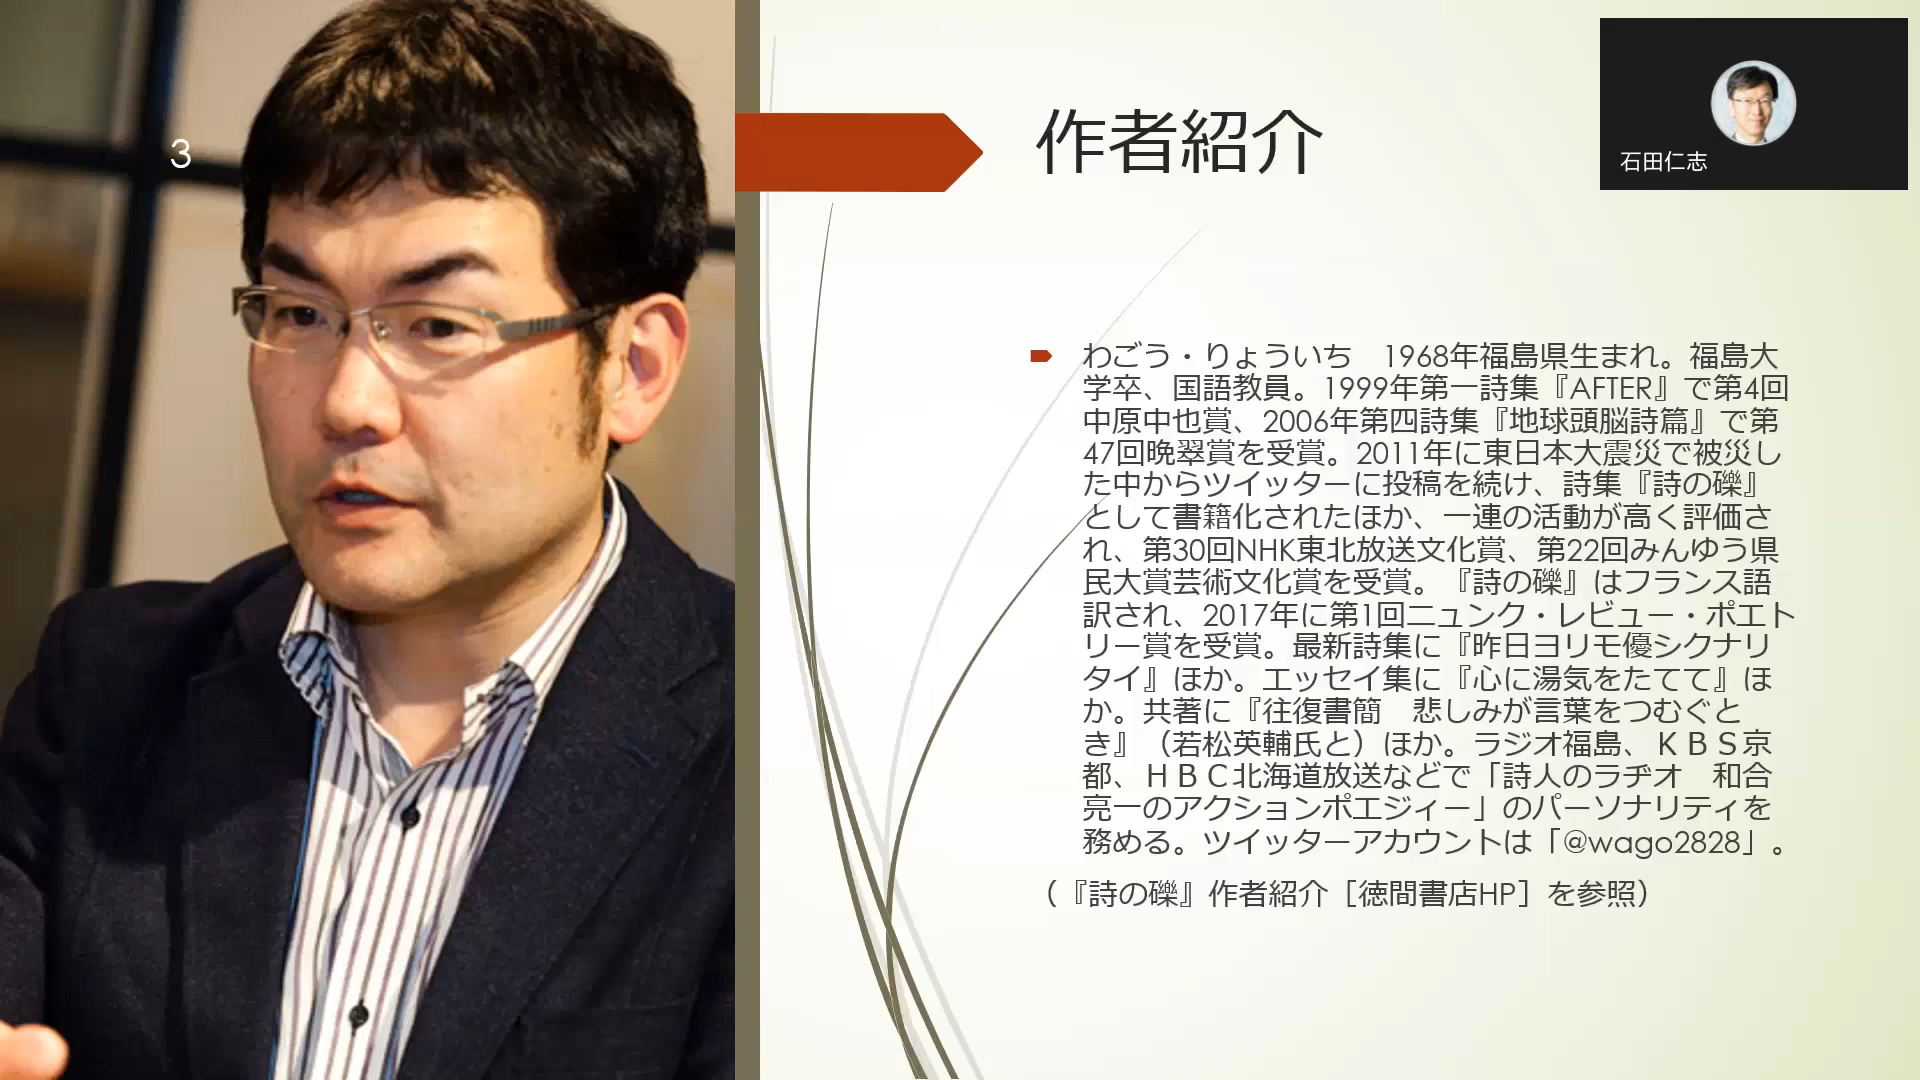 3
作者紹介
石田仁志
わごう・りょういち　1968年福島県生まれ。福島大
学卒、国語教員。1999年第一詩集『AFTER』で第4回
中原中也賞、2006年第四詩集『地球頭脳詩篇』で第
47回晩翠賞を受賞。2011年に東日本大震災で被災し
た中からツイッターに投稿を続け、詩集『詩の礫』
として書籍化されたほか、一連の活動が高く評価さ
れ、第30回NHK東北放送文化賞、第22回みんゆう県
民大賞芸術文化賞を受賞。『詩の礫』はフランス語
訳され、2017年に第1回ニュンク・レビュー・ポエト
リー賞を受賞。最新詩集に『昨日ヨリモ優シクナリ
タイ』ほか。エッセイ集に『心に湯気をたてて』ほ
か。共著に『往復書簡　悲しみが言葉をつむぐと
き』（若松英輔氏と）ほか。ラジオ福島、ＫＢＳ京
都、ＨＢＣ北海道放送などで「詩人のラヂオ　和合
亮一のアクションポエジィー」のパーソナリティを
務める。ツイッターアカウントは「@wago2828」。
（『詩の礫』作者紹介［徳間書店HP］を参照）